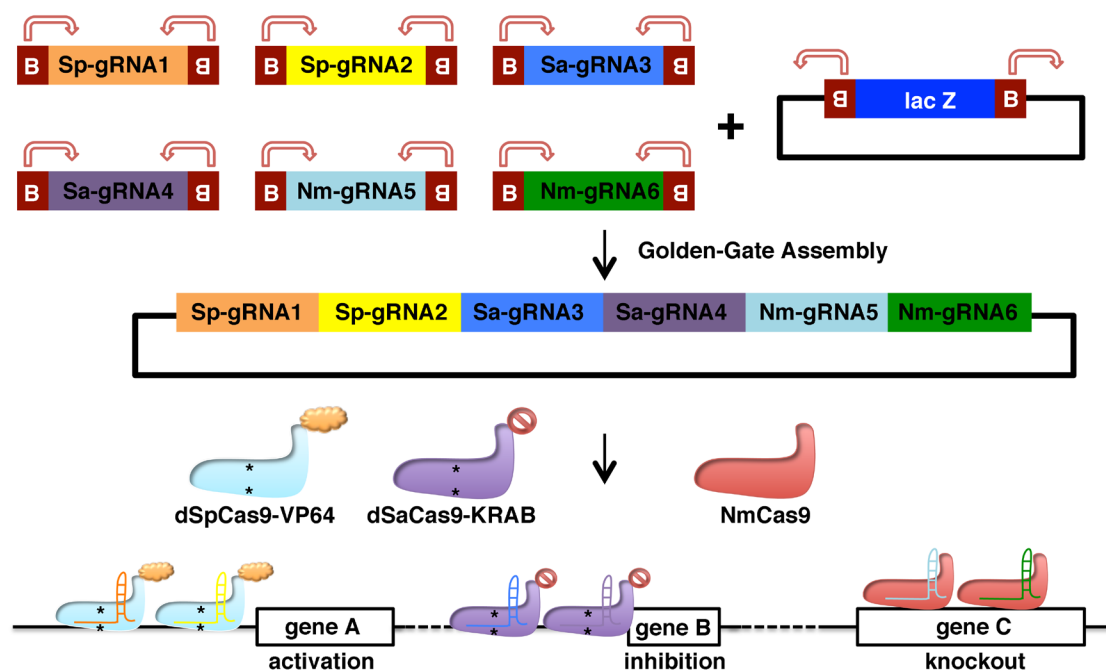 B Sp-gRNA1 B
B Sp-gRNA2 B
B Sa-gRNA3 B
B lac Z B
+
B Sa-gRNA4 B
B Nm-gRNA5 B
B Nm-gRNA6 B
Golden-Gate Assembly
Sp-gRNA1 Sp-gRNA2 Sa-gRNA3 Sa-gRNA4 Nm-gRNA5 Nm-gRNA6
* * * *
dSpCas9-VP64 dSaCas9-KRAB NmCas9
* * * * * * * *
gene A gene B gene C
activation inhibition knockout